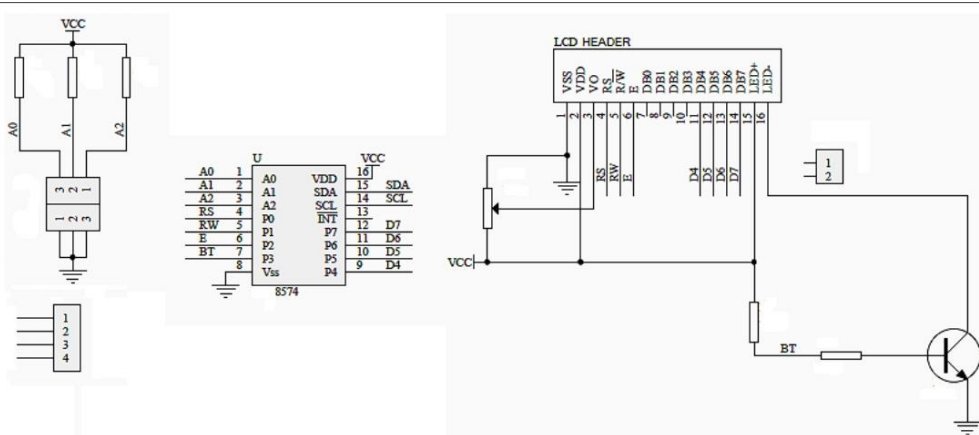 VCC
A0
A1
A2
3 2 1
1 2 3
1
2
3
4
U
VCC
A0 1 A0 VDD 16
A1 2 A1 SDA 15 SDA
A2 3 A2 SCL 14 SCL
RS 4 P0 INT 13
RW 5 P1 P7 12 D7
E 6 P2 P6 11 D6
BT 7 P3 P5 10 D5
8 Vss P4 9 D4
8574
LCD HEADER
VSS
VDD
VO
RS
R/W
E
DB0
DB1
DB2
DB3
DB4
DB5
DB6
DB7
LED+
LED-
1 2 3 4 5 6 7 8 9 10 11 12 13 14 15 16
RS
RW
E
D4
D5
D6
D7
1
2
VCC
BT